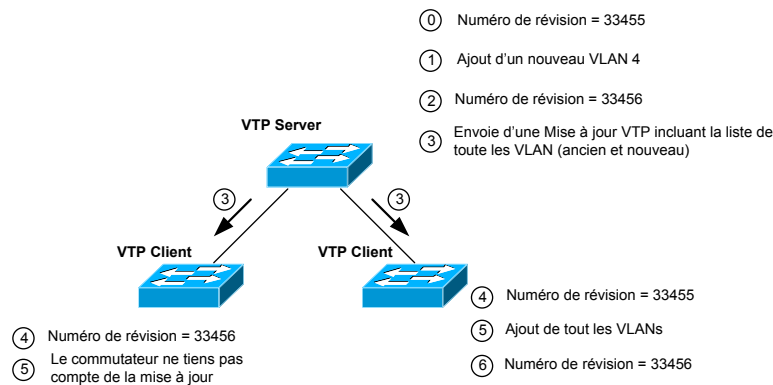 0 Numéro de révision = 33455
1 Ajout d'un nouveau VLAN 4
2 Numéro de révision = 33456
3 Envoie d'une Mise à jour VTP incluant la liste de
toute les VLAN (ancien et nouveau)
VTP Server
3
3
VTP Client
VTP Client
4 Numéro de révision = 33456
5 Le commutateur ne tiens pas
compte de la mise à jour
4 Numéro de révision = 33455
5 Ajout de tout les VLANs
6 Numéro de révision = 33456